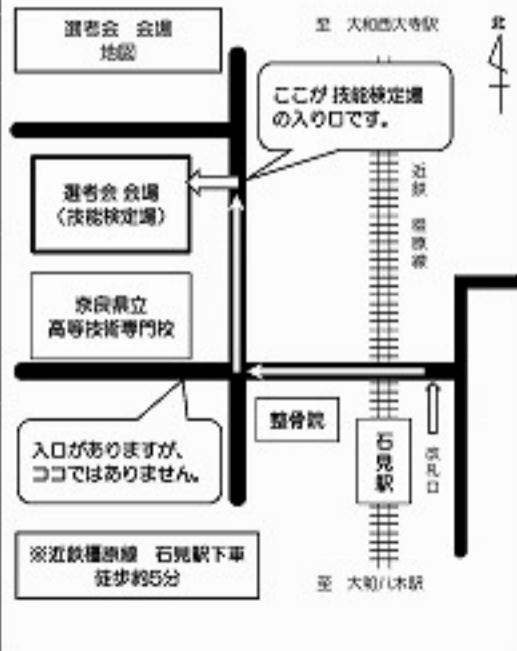 選考会 会場
地図
至 大和西大寺駅
北
ここが 技能検定場
の入り口です。
近鉄 橿原線
選考会 会場
（技能検定場）
奈良県立
高等技術専門校
整骨院
石見駅
改札口
入口がありますが、
ココではありません。
※近鉄橿原線 石見駅下車
徒歩約5分
至 大和八木駅